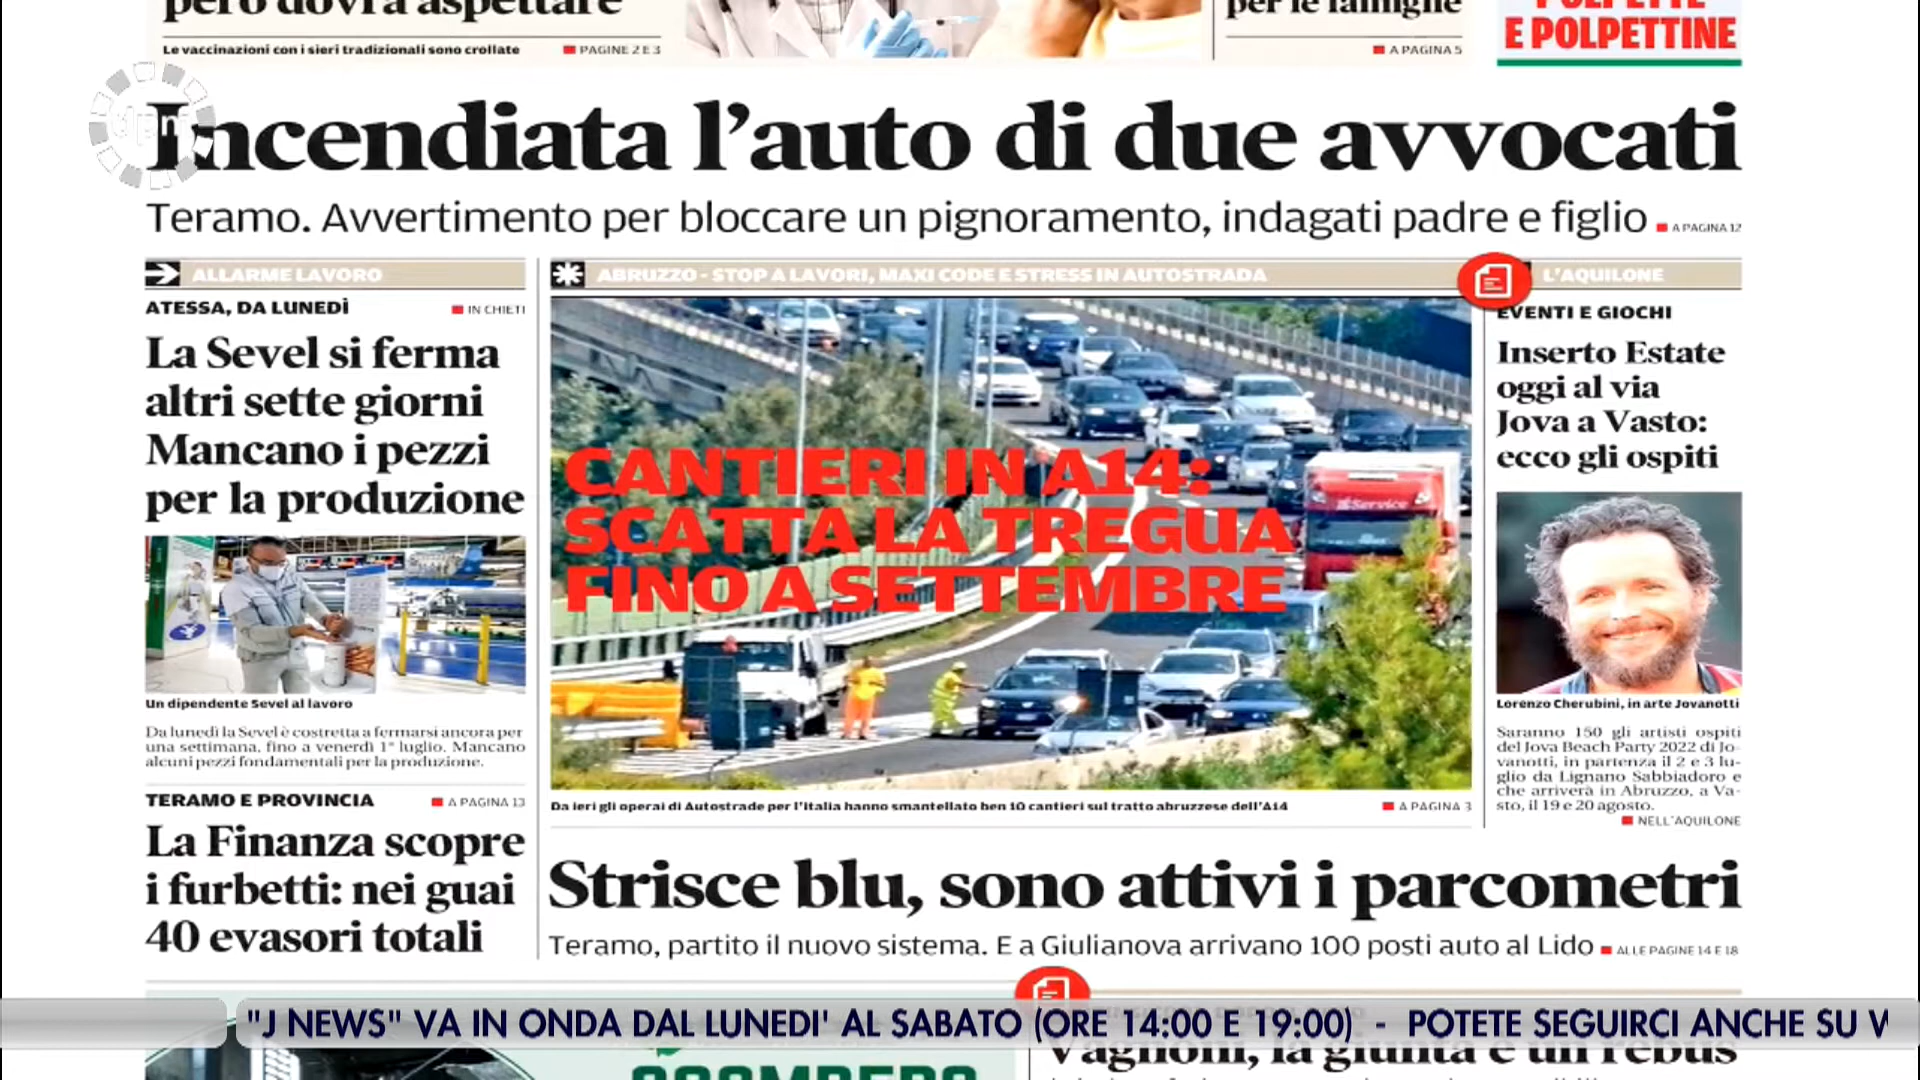 però dovrà aspettare
Le vaccinazioni con i sieri tradizionali sono crollate
PAGINE 2 E 3
per le famiglie
A PAGINA 5
POLPETTE
E POLPETTINE
Incendiata l'auto di due avvocati
Teramo. Avvertimento per bloccare un pignoramento, indagati padre e figlio
A PAGINA 12
ALLARME LAVORO
ATESSA, DA LUNEDÌ
IN CHIETI
La Sevel si ferma
altri sette giorni
Mancano i pezzi
per la produzione
Un dipendente Sevel al lavoro
Da lunedì la Sevel è costretta a fermarsi ancora per
una settimana, fino a venerdì 1° luglio. Mancano
alcuni pezzi fondamentali per la produzione.
TERAMO E PROVINCIA
A PAGINA 13
La Finanza scopre
i furbetti: nei guai
40 evasori totali
ABRUZZO - STOP A LAVORI, MAXI CODE E STRESS IN AUTOSTRADA
CANTIERI IN A14:
SCATTA LA TREGUA
FINO A SETTEMBRE
Service
Da ieri gli operai di Autostrade per l'Italia hanno smantellato ben 10 cantieri sul tratto abruzzese dell'A14
A PAGINA 3
L'AQUILONE
EVENTI E GIOCHI
Inserto Estate
oggi al via
Jova a Vasto:
ecco gli ospiti
Lorenzo Cherubini, in arte Jovanotti
Saranno 150 gli artisti ospiti
del Jova Beach Party 2022 di Jo-
vanotti, in partenza il 2 e 3 lu-
glio da Lignano Sabbiadoro e
che arriverà in Abruzzo, a Va-
sto, il 19 e 20 agosto.
NELL'AQUILONE
Strisce blu, sono attivi i parcometri
Teramo, partito il nuovo sistema. E a Giulianova arrivano 100 posti auto al Lido
ALLE PAGINE 14 E 18
"J NEWS" VA IN ONDA DAL LUNEDI' AL SABATO (ORE 14:00 E 19:00) - POTETE SEGUIRCI ANCHE SU
Vagnoni, la giunta è un rebus